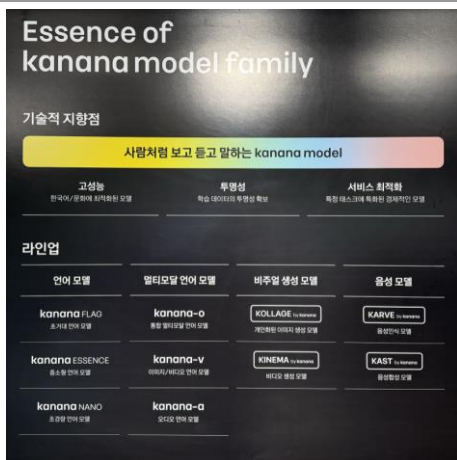 Essence of
kanana model family
기술적 지향점
사람처럼 보고 듣고 말하는 kanana model
고성능
한국어/문화에 최적화된 모델
투명성
학습 데이터의 투명성 확보
서비스 최적화
특정 태스크에 특화된 경제적인 모델
라인업
언어 모델
멀티모달 언어 모델
비주얼 생성 모델
음성 모델
kanana FLAG
초거대 언어 모델
kanana-o
통합 멀티모달 언어 모델
KOLLAGE by kanana
개인화된 이미지 생성 모델
KARVE by kanana
음성인식 모델
kanana ESSENCE
중소형 언어 모델
kanana-v
이미지/비디오 언어 모델
KINEMA by kanana
비디오 생성 모델
KAST by kanana
음성합성 모델
kanana NANO
초경량 언어 모델
kanana-a
오디오 언어 모델